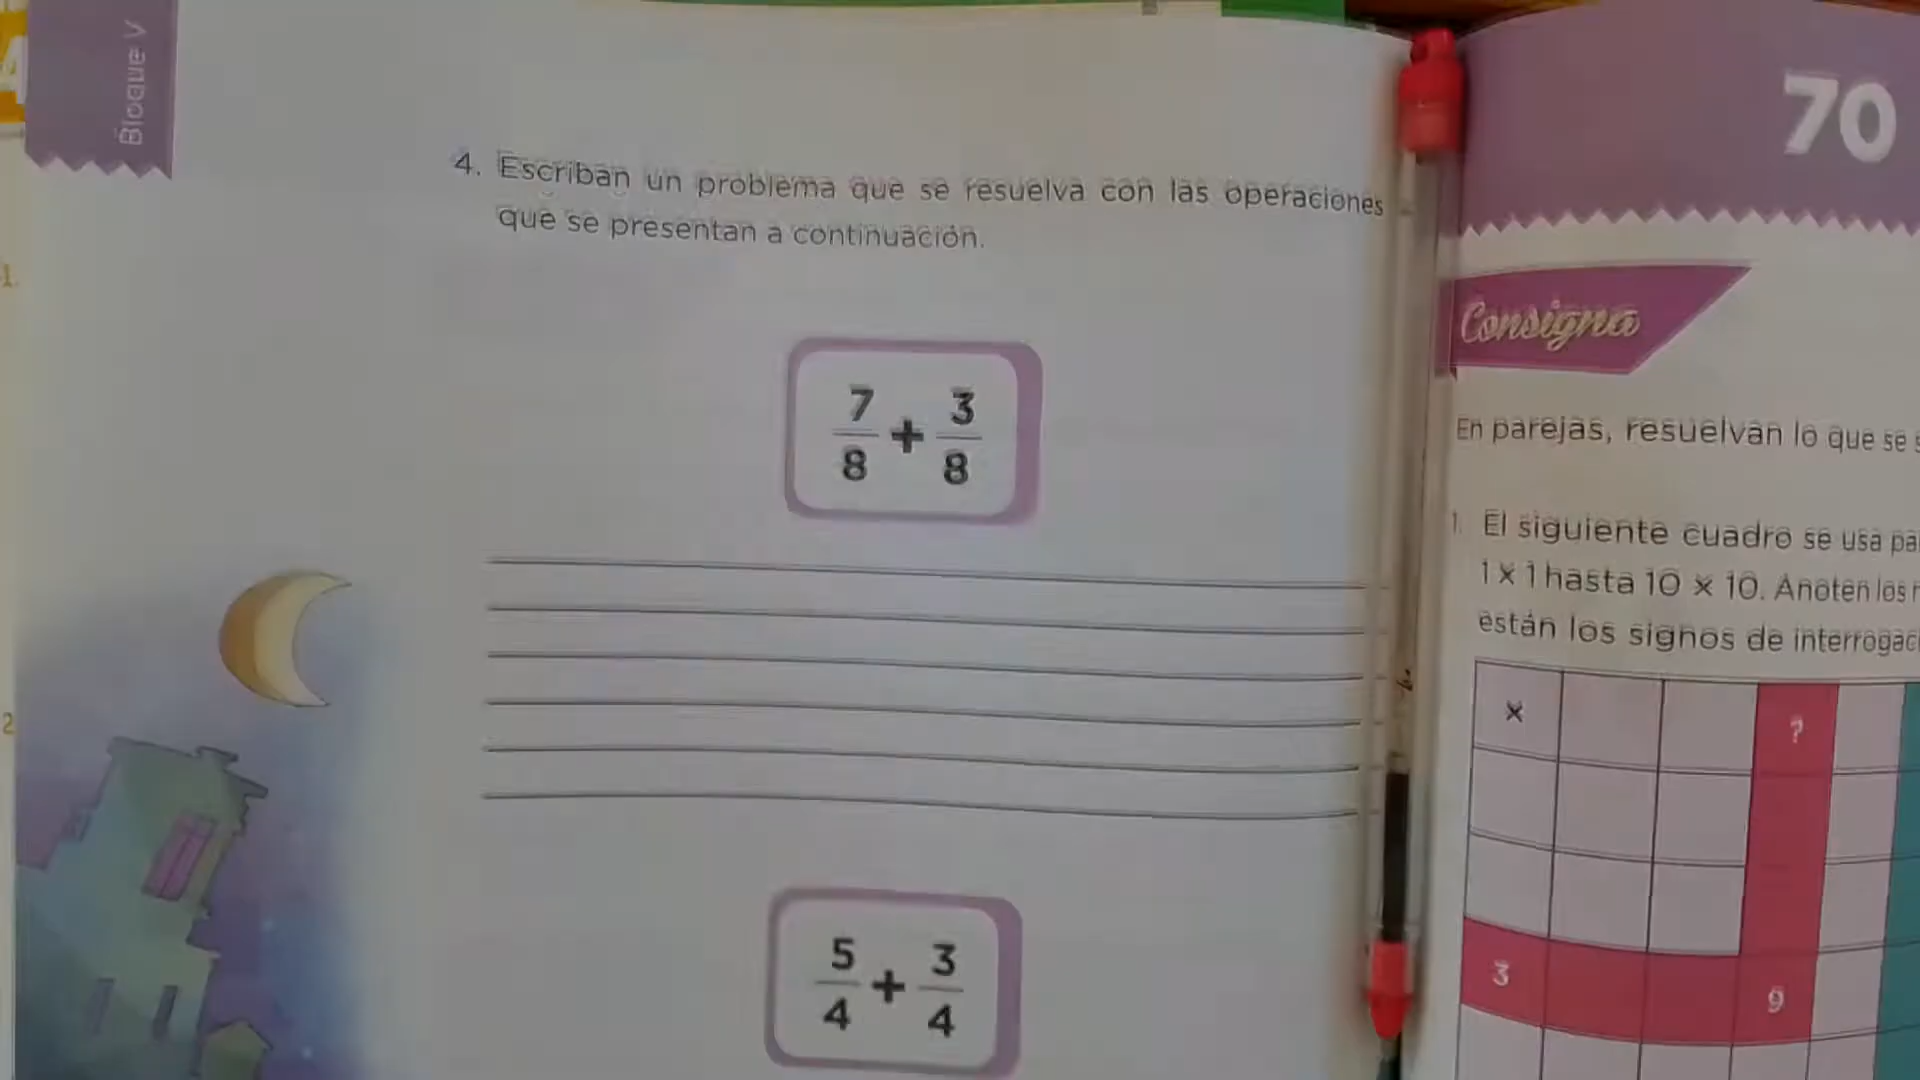 Bloque V
4. Escriban un problema que se resuelva con las operaciones
que se presentan a continuación.
7/8 + 3/8
5/4 + 3/4
1.
2
70
Consigna
En parejas, resuelvan lo que se
1. El siguiente cuadro se usa
1 x 1 hasta 10 x 10. Anoten los
están los signos de
x ?
3 9